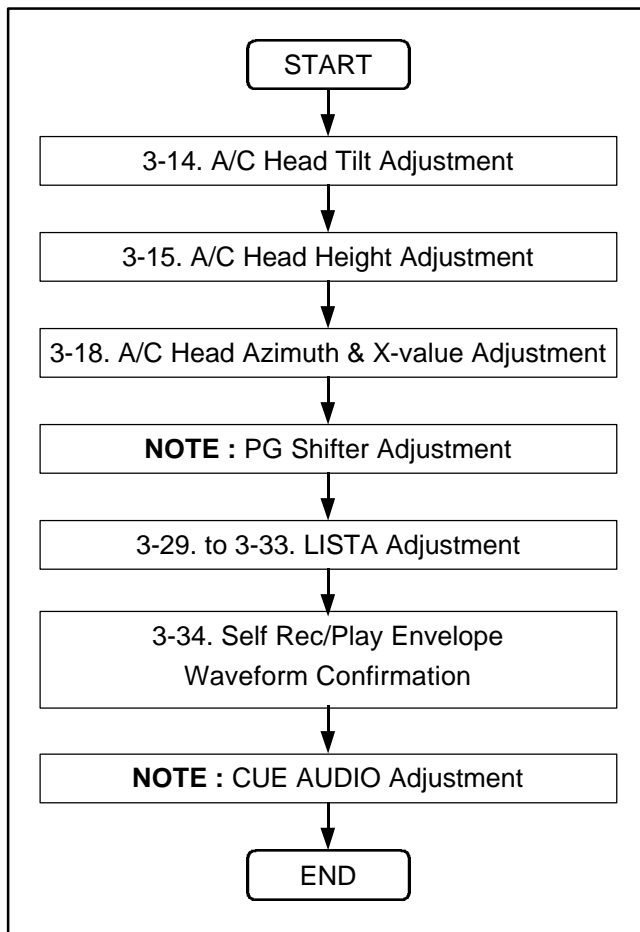 START
3-14. A/C Head Tilt Adjustment
3-15. A/C Head Height Adjustment
3-18. A/C Head Azimuth & X-value Adjustment
NOTE : PG Shifter Adjustment
3-29. to 3-33. LISTA Adjustment
3-34. Self Rec/Play Envelope
Waveform Confirmation
NOTE : CUE AUDIO Adjustment
END